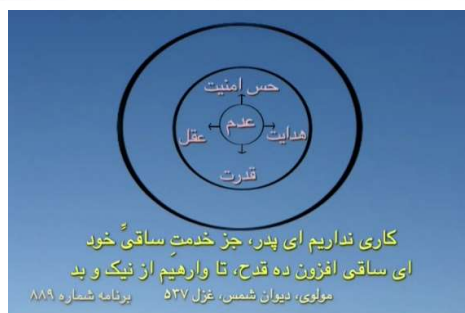 حس امنیت
عقل عدم هدایت
قدرت
کاری نداریم ای پدر، جز خدمتِ ساقیِّ خود
ای ساقی افزون ده قدح، تا وارهیم از نیک و بد
مولوی، دیوان شمس، غزل ۵۳۷ برنامه شماره ۸۸۹